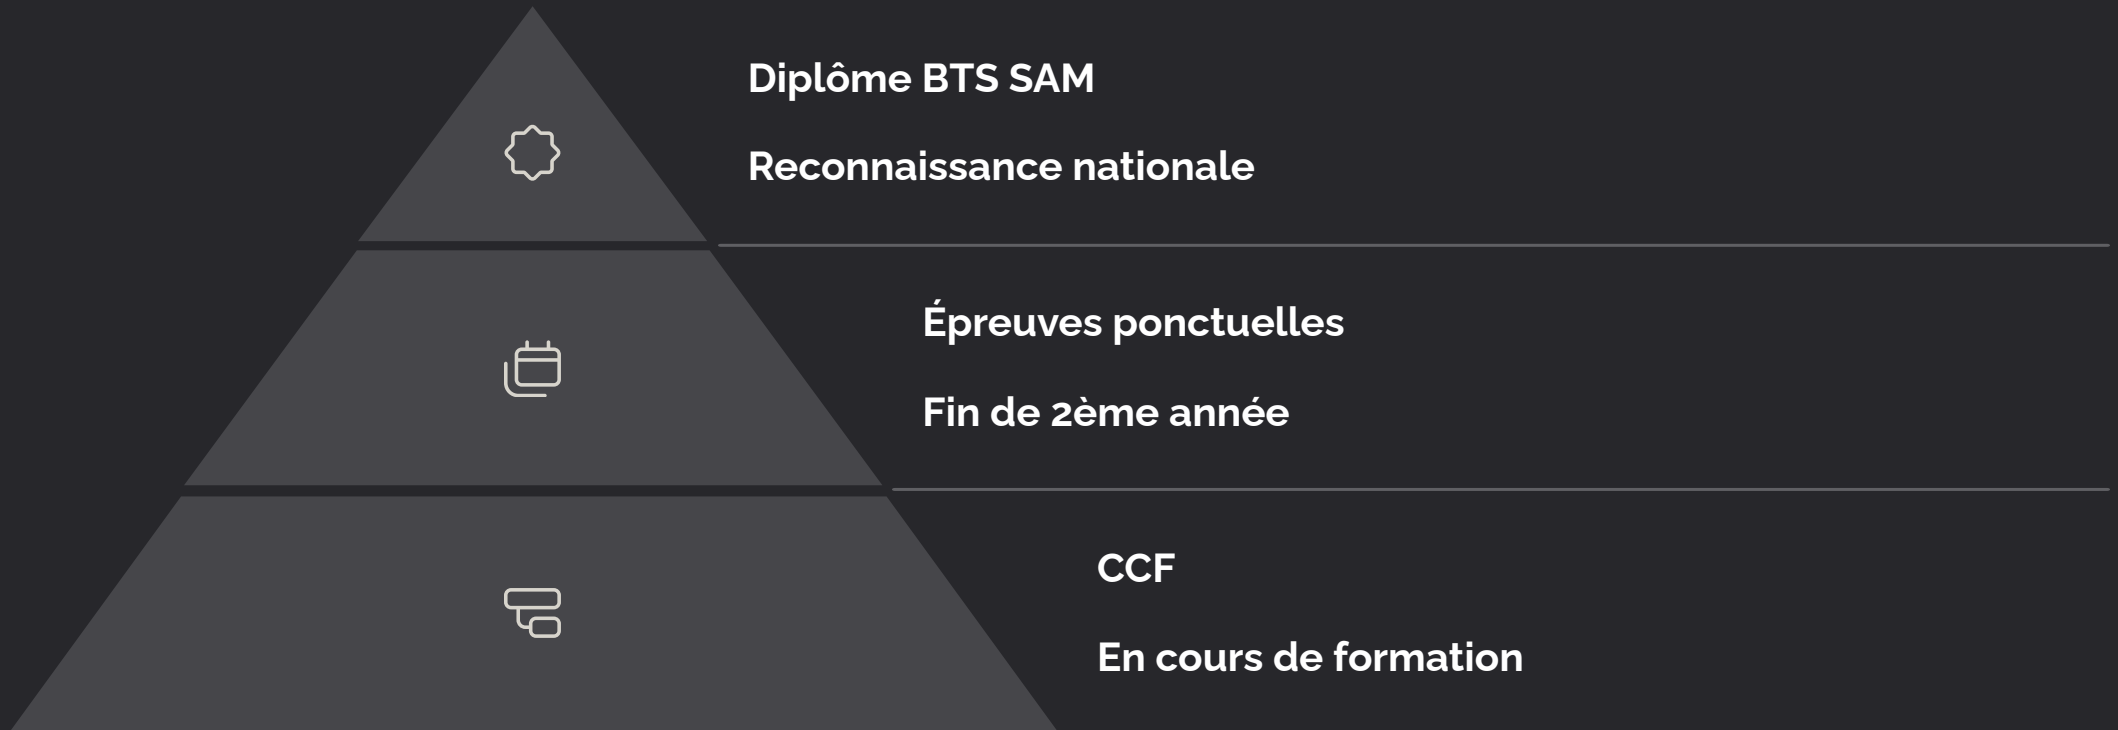 Diplôme BTS SAM
Reconnaissance nationale
Épreuves ponctuelles
Fin de 2ème année
CCF
En cours de formation